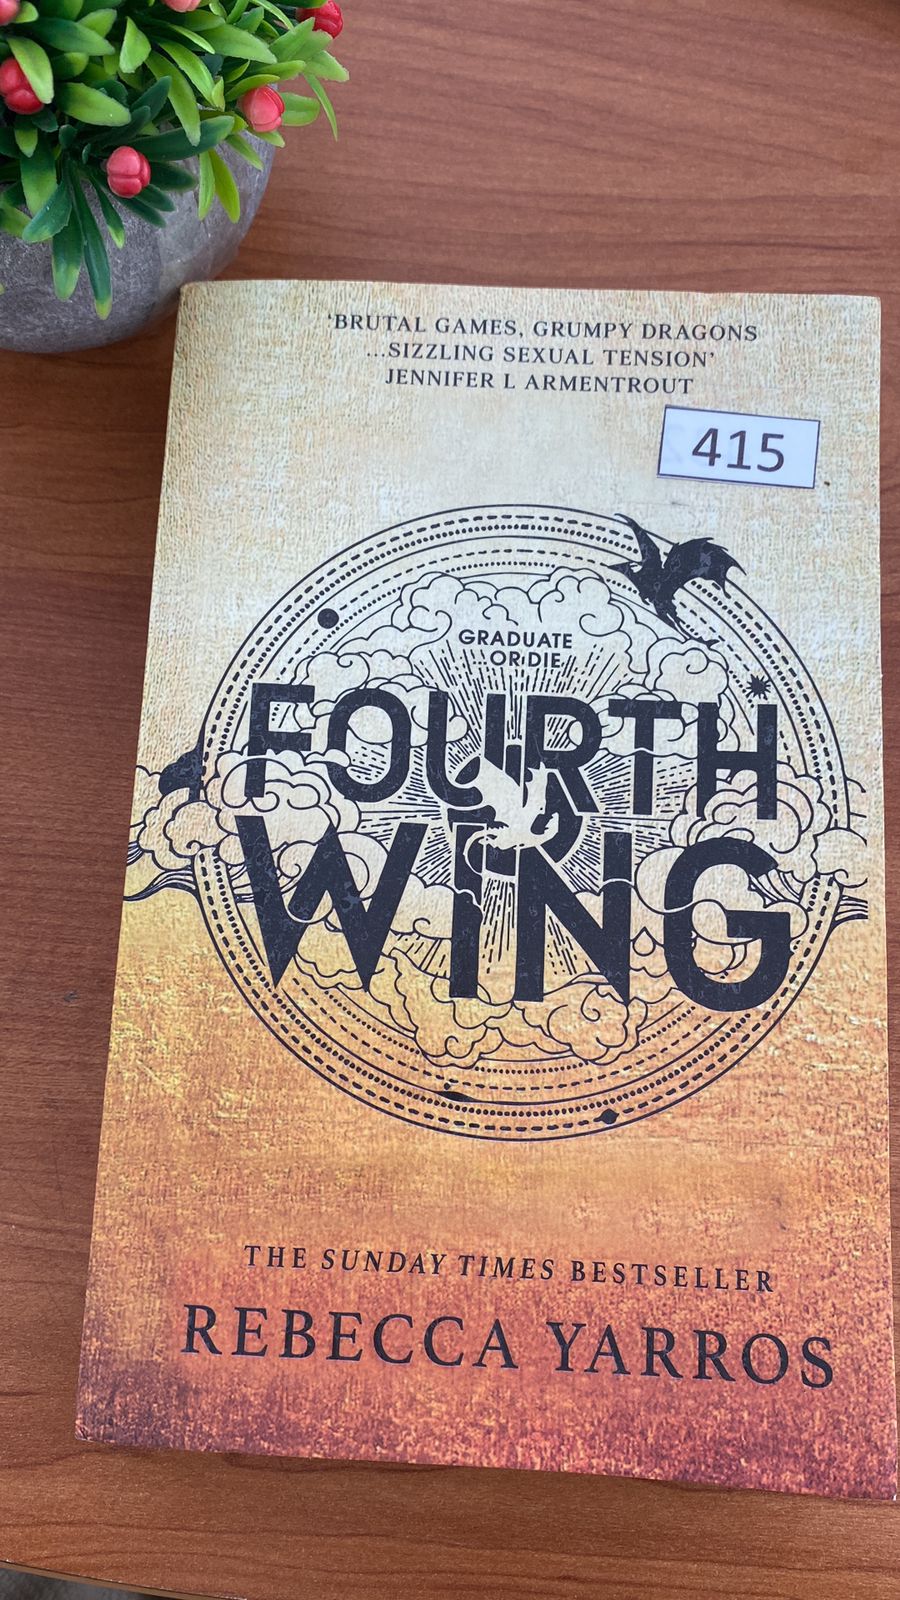 'BRUTAL GAMES, GRUMPY DRAGONS
...SIZZLING SEXUAL TENSION'
JENNIFER L ARMENTROUT
415
GRADUATE
OR DIE
FOURTH
WING
THE SUNDAY TIMES BESTSELLER
REBECCA YARROS